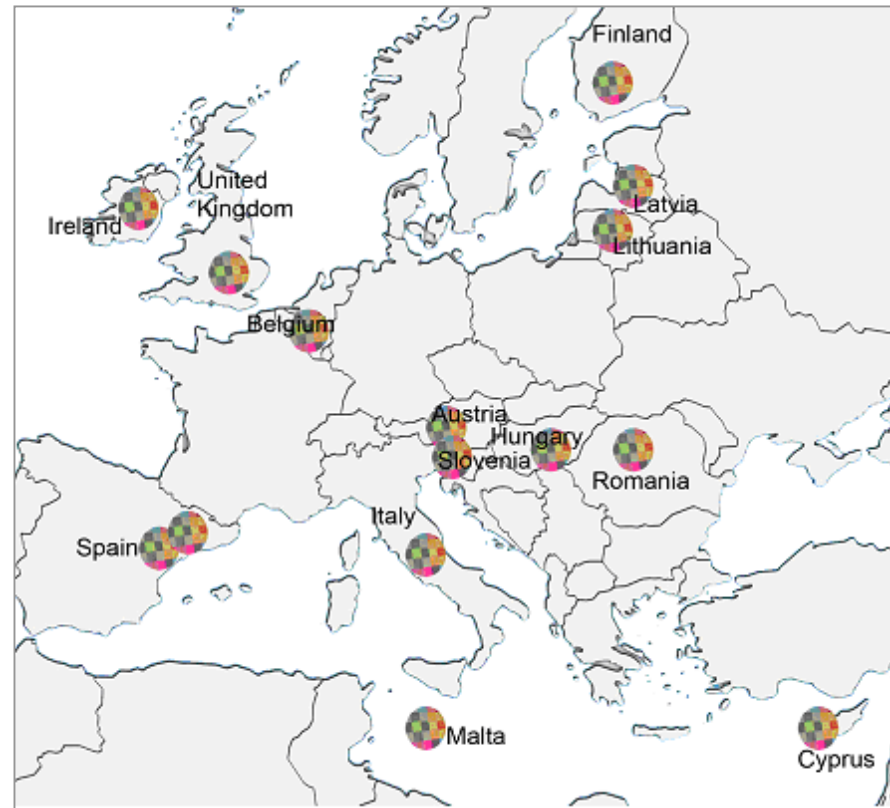 Finland
United
Kingdom
Ireland
Latvia
Lithuania
Belgium
Austria
Hungary
Slovenia
Romania
Italy
Spain
Malta
Cyprus